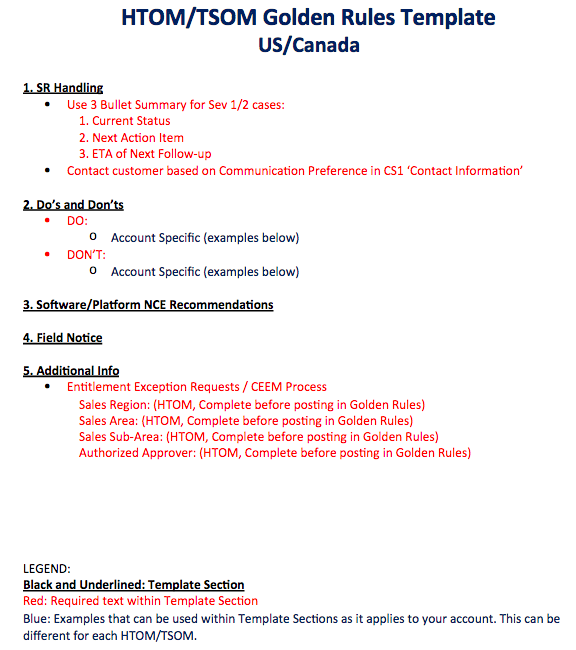 HTOM/TSOM Golden Rules Template
US/Canada
1. SR Handling
• Use 3 Bullet Summary for Sev 1/2 cases:
1. Current Status
2. Next Action Item
3. ETA of Next Follow-up
• Contact customer based on Communication Preference in CS1 ‘Contact Information’
2. Do’s and Don’ts
• DO:
o Account Specific (examples below)
• DON’T:
o Account Specific (examples below)
3. Software/Platform NCE Recommendations
4. Field Notice
5. Additional Info
• Entitlement Exception Requests / CEEM Process
Sales Region: (HTOM, Complete before posting in Golden Rules)
Sales Area: (HTOM, Complete before posting in Golden Rules)
Sales Sub-Area: (HTOM, Complete before posting in Golden Rules)
Authorized Approver: (HTOM, Complete before posting in Golden Rules)
LEGEND:
Black and Underlined: Template Section
Red: Required text within Template Section
Blue: Examples that can be used within Template Sections as it applies to your account. This can be
different for each HTOM/TSOM.